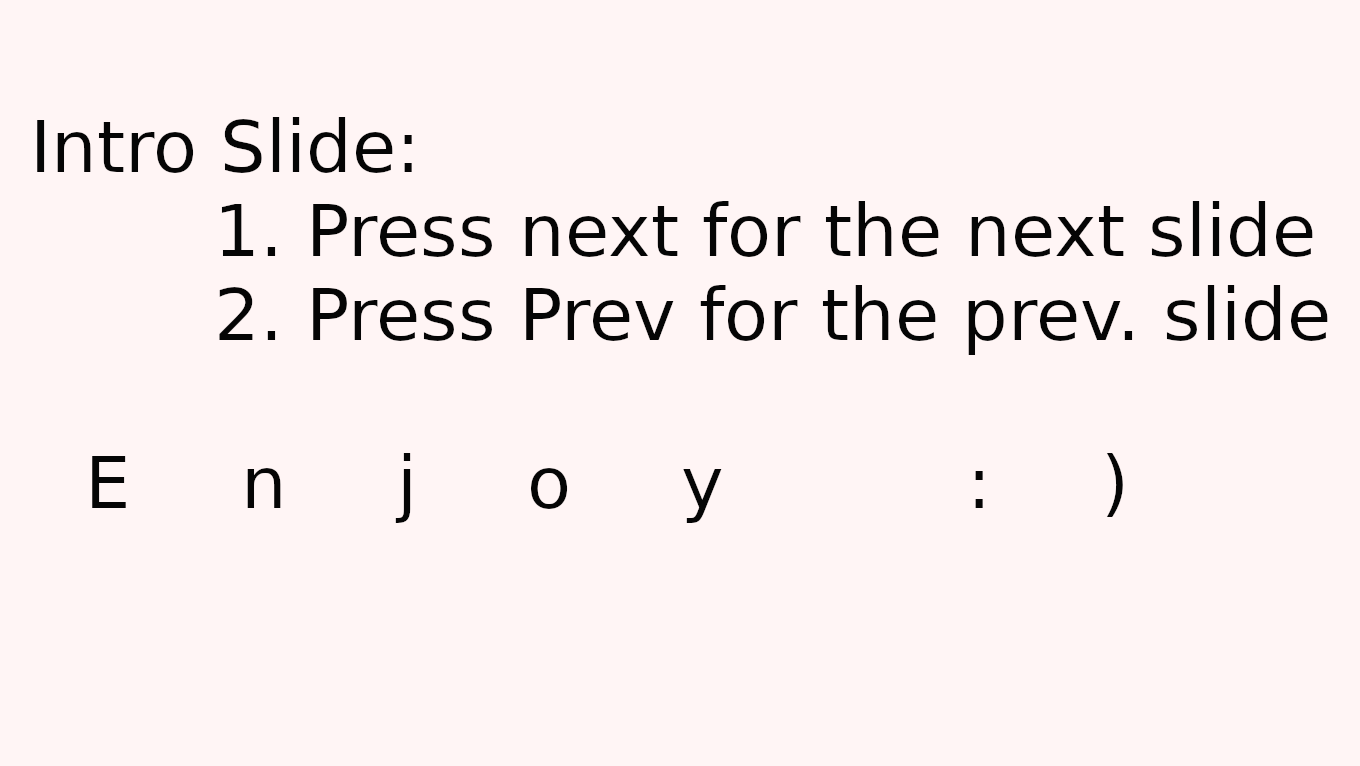 Intro Slide:
1. Press next for the next slide
2. Press Prev for the prev. slide
E n j o y : )